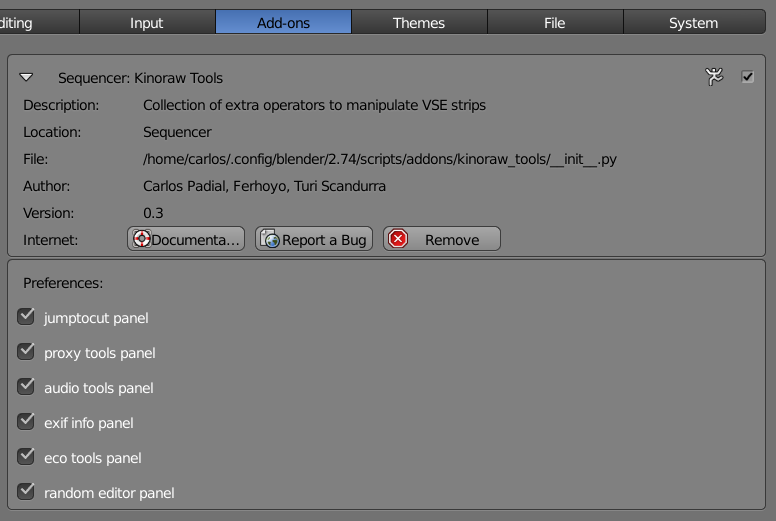 diting Input Add-ons Themes File System
Sequencer: Kinoraw Tools
Description: Collection of extra operators to manipulate VSE strips
Location: Sequencer
File: /home/carlos/.config/blender/2.74/scripts/addons/kinoraw_tools/__init__.py
Author: Carlos Padial, Ferhoyo, Turi Scandurra
Version: 0.3
Internet: Documenta... Report a Bug Remove
Preferences:
jumptocut panel
proxy tools panel
audio tools panel
exif info panel
eco tools panel
random editor panel